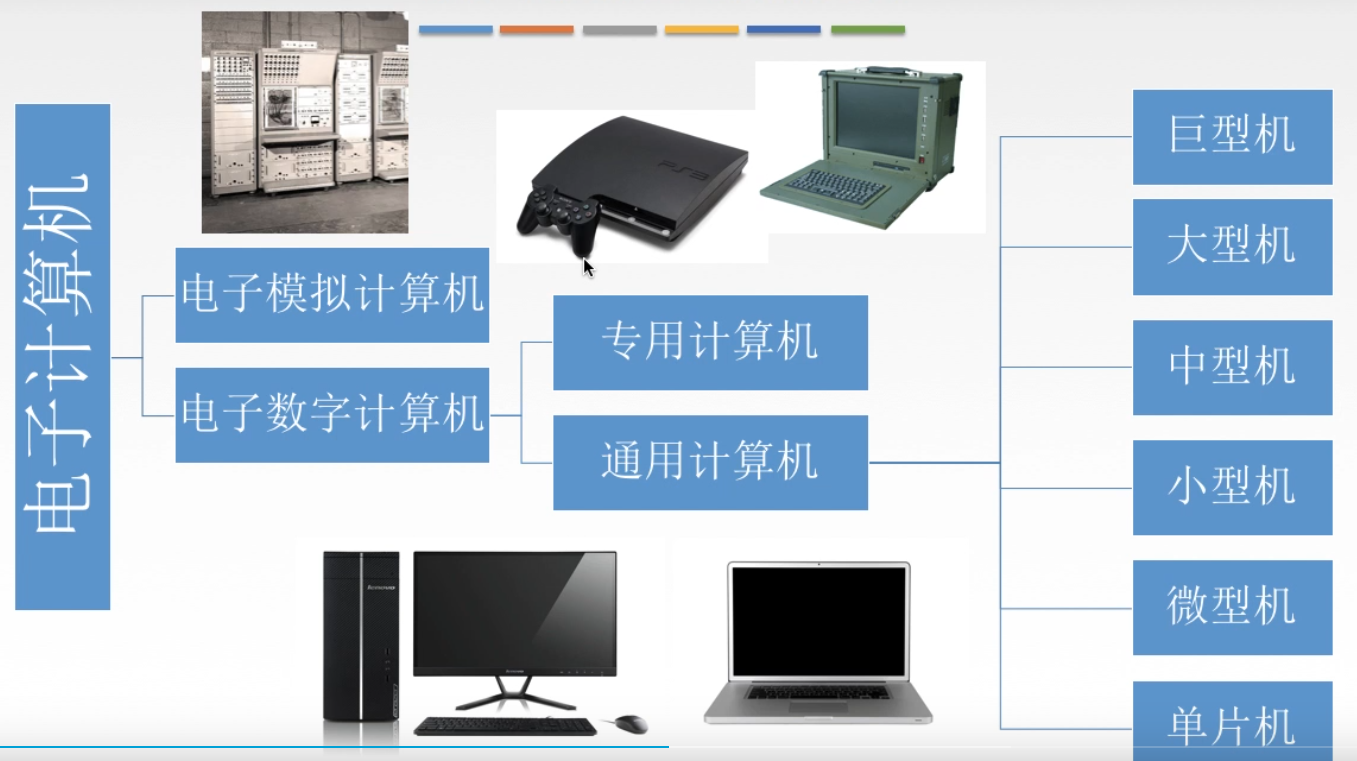 电子计算机
电子模拟计算机
电子数字计算机
专用计算机
通用计算机
巨型机
大型机
中型机
小型机
微型机
单片机
PS3
lenovo